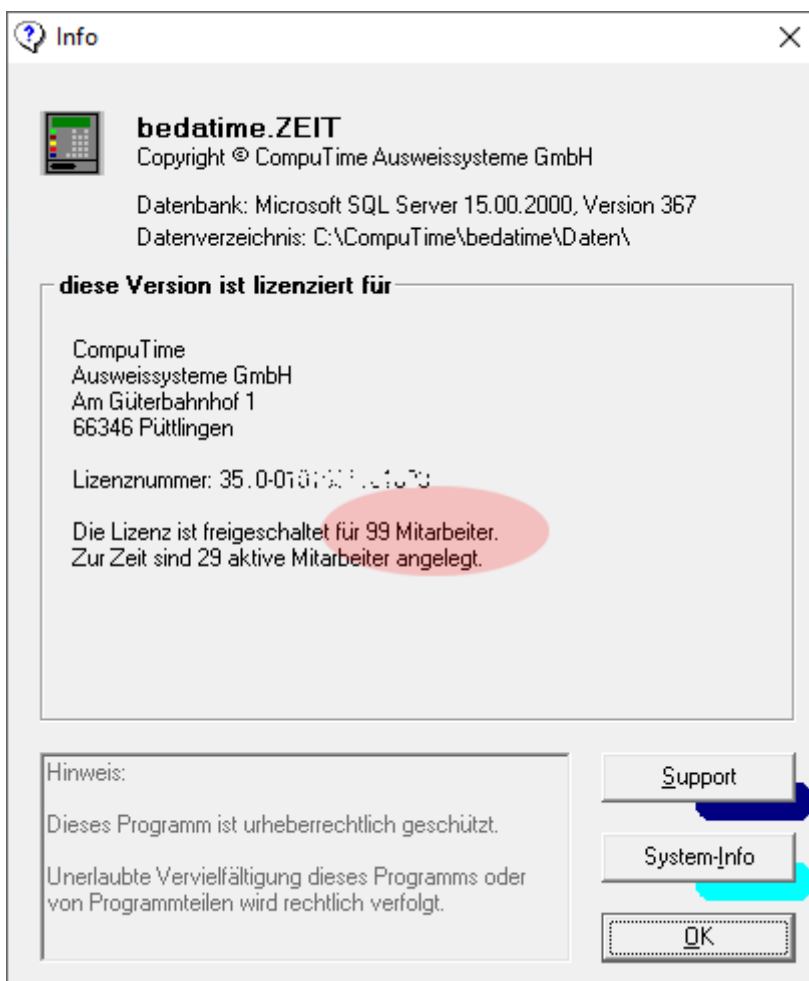 Info
bedatime.ZEIT
Copyright © CompuTime Ausweissysteme GmbH
Datenbank: Microsoft SQL Server 15.00.2000, Version 367
Datenverzeichnis: C:\CompuTime\bedatime\Daten\
diese Version ist lizenziert für
CompuTime
Ausweissysteme GmbH
Am Güterbahnhof 1
66346 Püttlingen
Lizenznummer:
Die Lizenz ist freigeschaltet für 99 Mitarbeiter.
Zur Zeit sind 29 aktive Mitarbeiter angelegt.
Hinweis:
Dieses Programm ist urheberrechtlich geschützt.
Unerlaubte Vervielfältigung dieses Programms oder
von Programmteilen wird rechtlich verfolgt.
Support
System-Info
OK